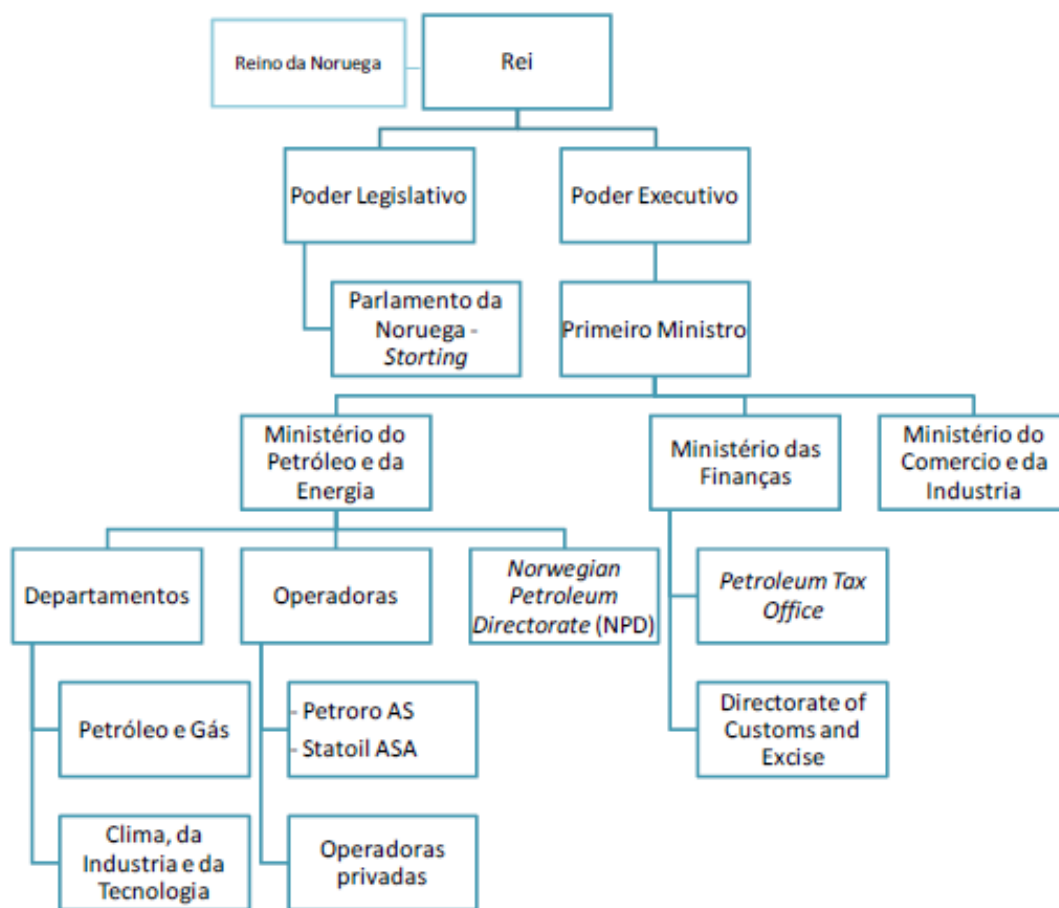 Reino da Noruega
Rei
Poder Legislativo
Poder Executivo
Parlamento da
Noruega -
Storting
Primeiro Ministro
Ministério do
Petróleo e da
Energia
Ministério das
Finanças
Ministério do
Comercio e da
Industria
Departamentos
Operadoras
Norwegian
Petroleum
Directorate (NPD)
Petroleum Tax
Office
Petróleo e Gás
- Petroro AS
- Statoil ASA
Directorate of
Customs and
Excise
Clima, da
Industria e da
Tecnologia
Operadoras
privadas